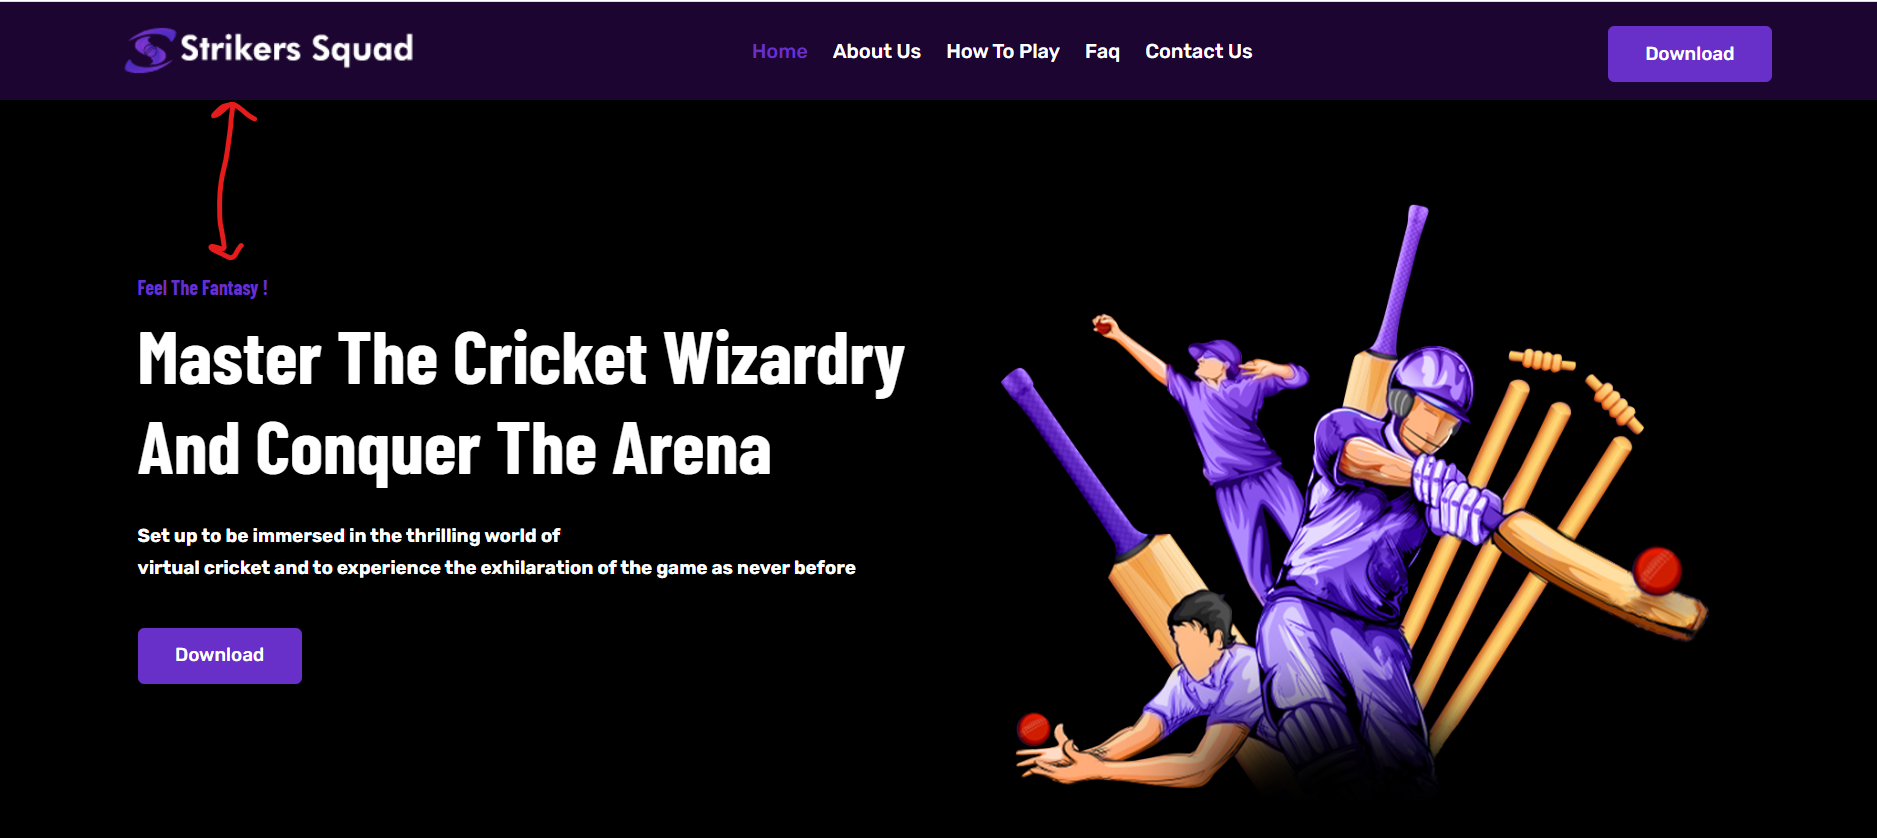 Strikers Squad
Home About Us How To Play Faq Contact Us
Download
Feel The Fantasy !
Master The Cricket Wizardry
And Conquer The Arena
Set up to be immersed in the thrilling world of
virtual cricket and to experience the exhilaration of the game as never before
Download